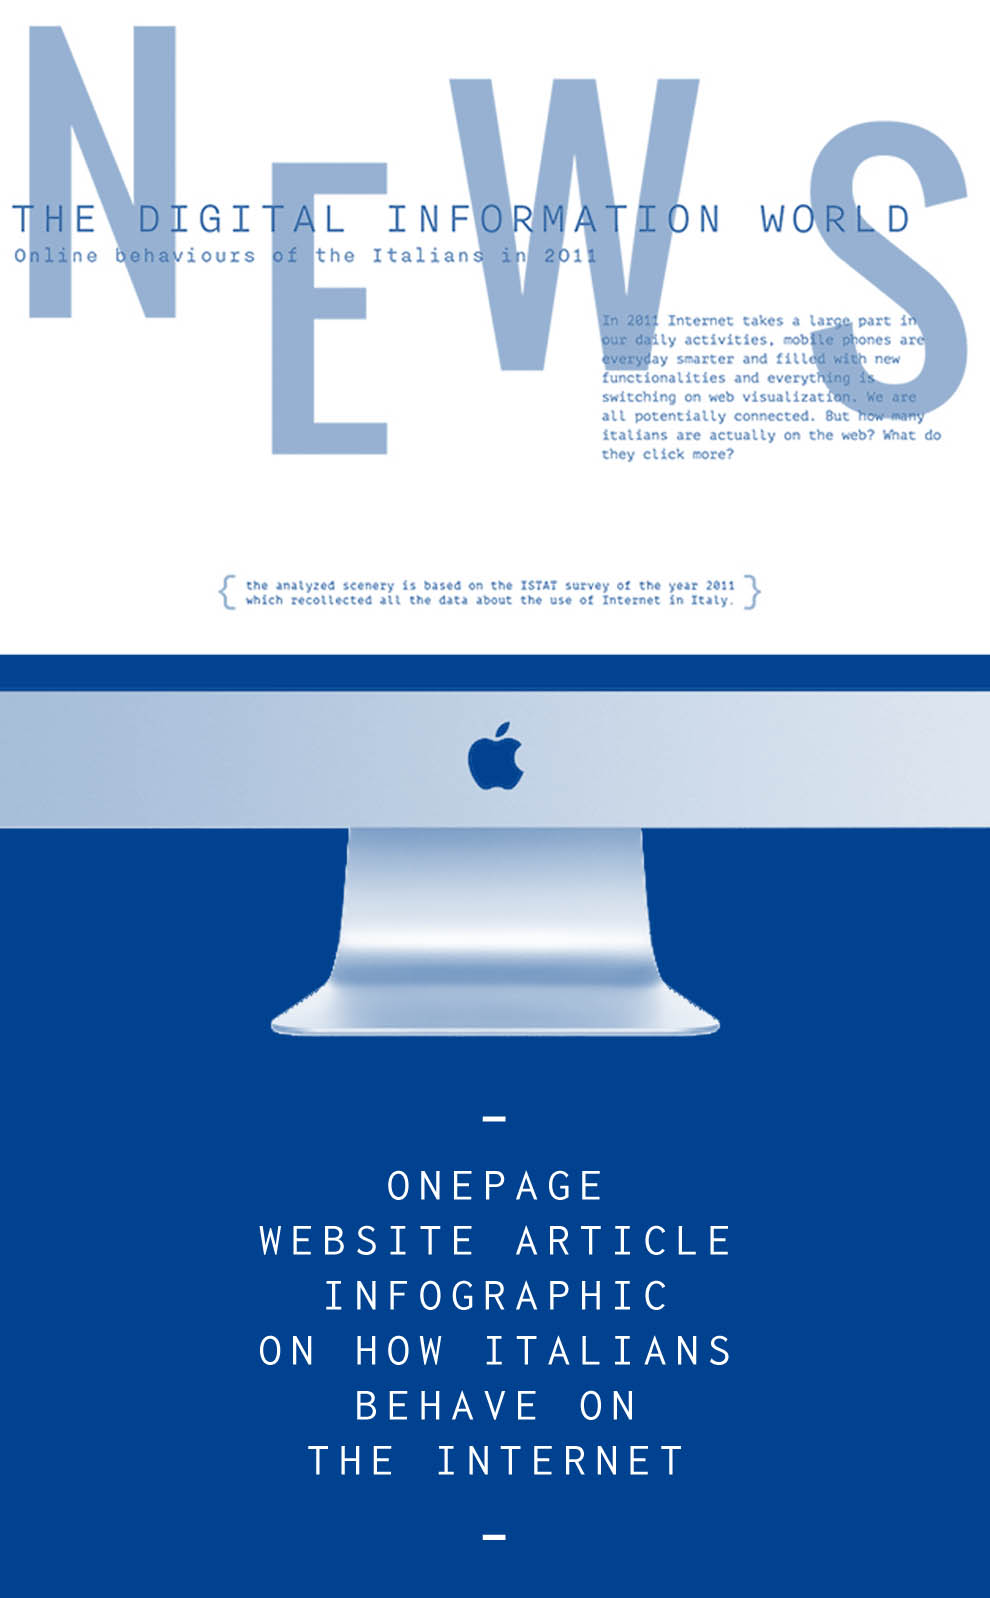 NEWS
THE DIGITAL INFORMATION WORLD
Online behaviours of the Italians in 2011
In 2011 Internet takes a large part in
our daily activities, mobile phones are
everyday smarter and filled with new
functionalities and everything is
switching on web visualization. We are
all potentially connected. But how many
italians are actually on the web? What do
they click more?
{ the analyzed scenery is based on the ISTAT survey of the year 2011
which recollected all the data about the use of Internet in Italy. }
–
ONEPAGE
WEBSITE ARTICLE
INFOGRAPHIC
ON HOW ITALIANS
BEHAVE ON
THE INTERNET
–